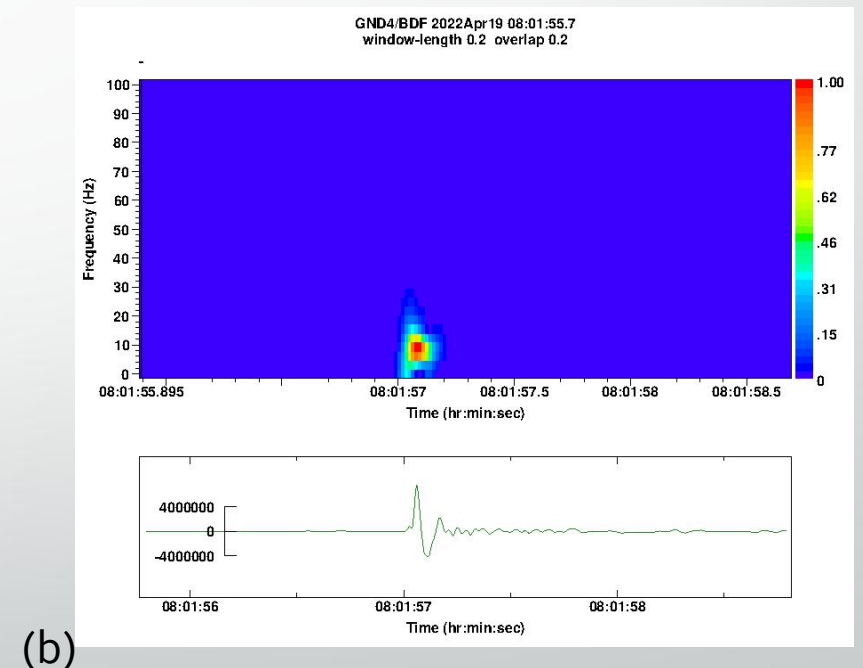 GND4/BDF 2022Apr19 08:01:55.7
window-length 0.2 overlap 0.2
-
100
90
80
70
60
50
40
30
20
10
0
Frequency (Hz)
1.00
.77
.62
.46
.31
.15
0
08:01:55.895 08:01:57 08:01:57.5 08:01:58 08:01:58.5
Time (hr:min:sec)
4000000
0
-4000000
08:01:56 08:01:57 08:01:58
Time (hr:min:sec)
(b)